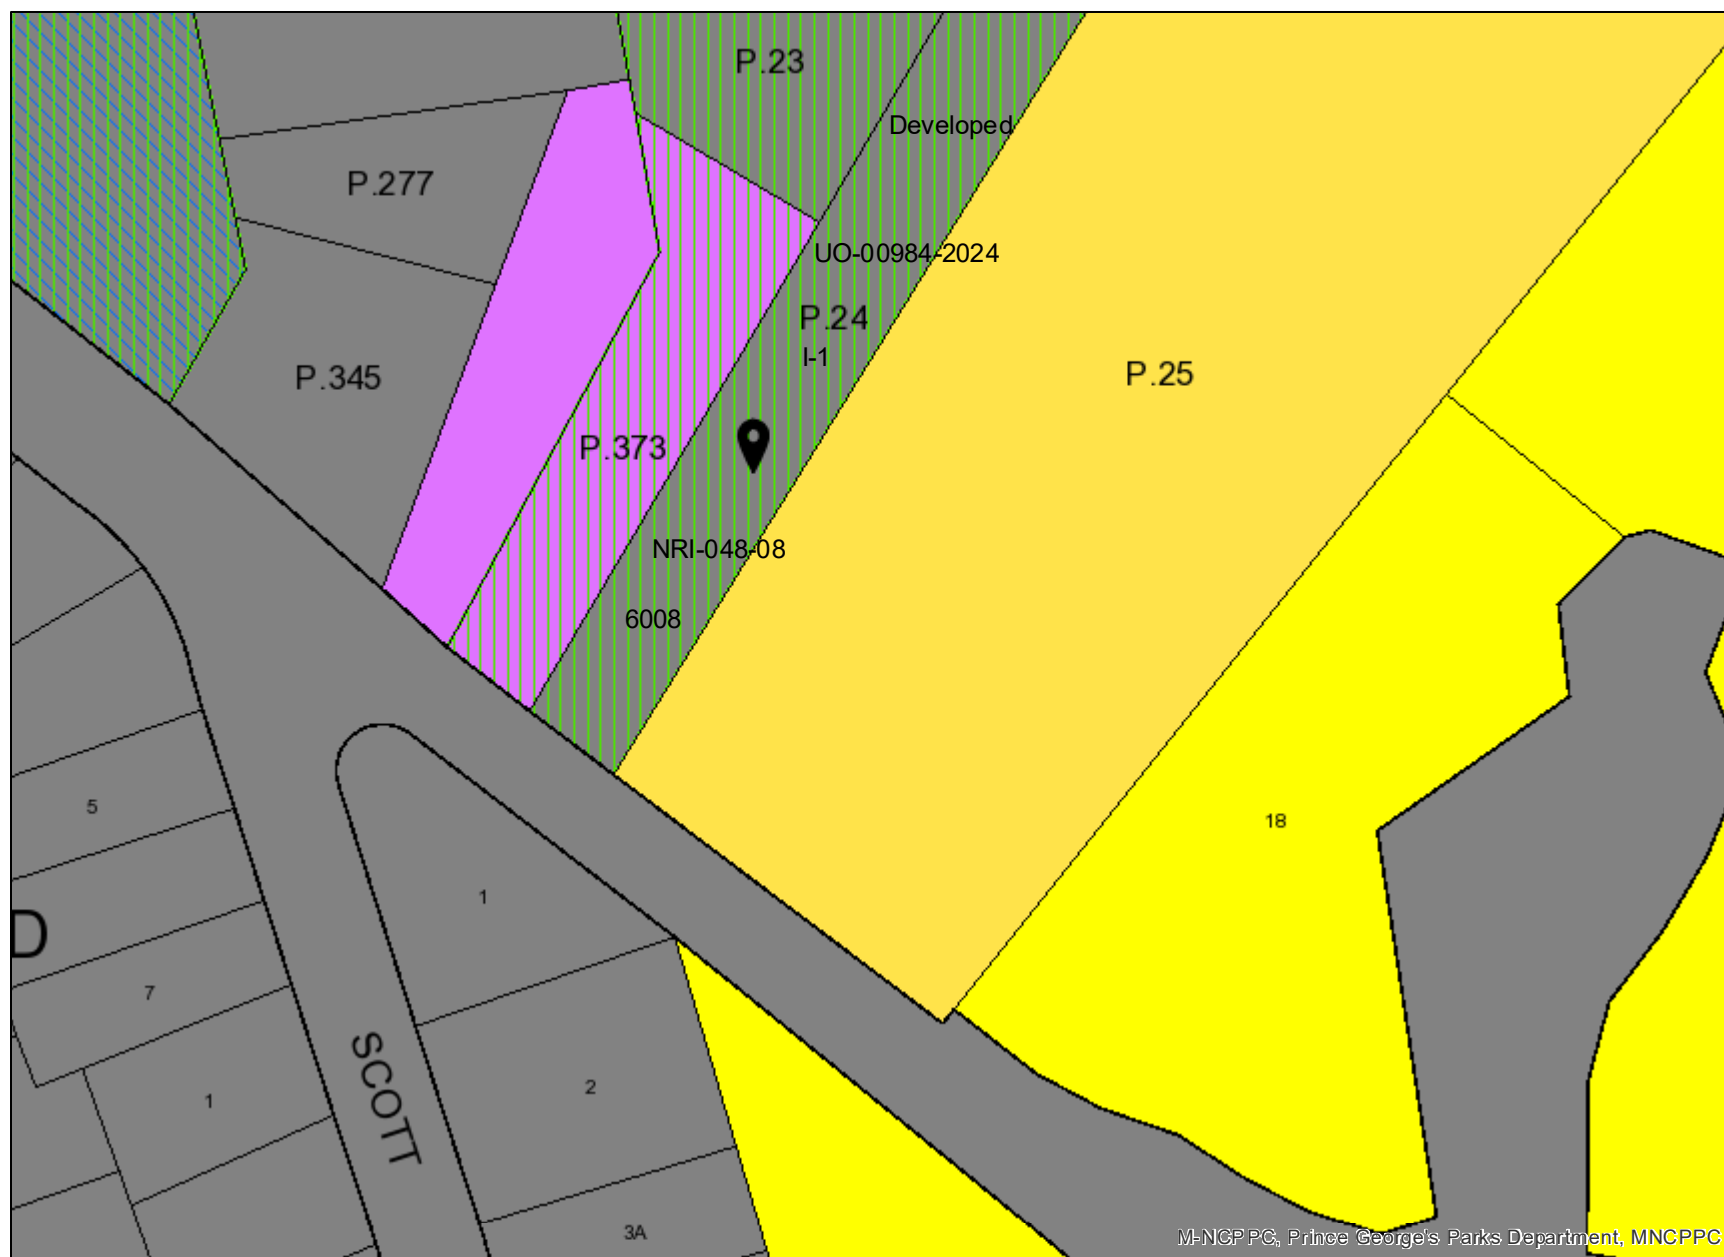 P.23
Developed
P.277
UO-00984-2024
P.24
I-1
P.345
P.25
P.373
NRI-048-08
6008
5
18
1
D
7
SCOTT
2
1
3A
M-NCPPC, Prince George's Parks Department, MNCPPC